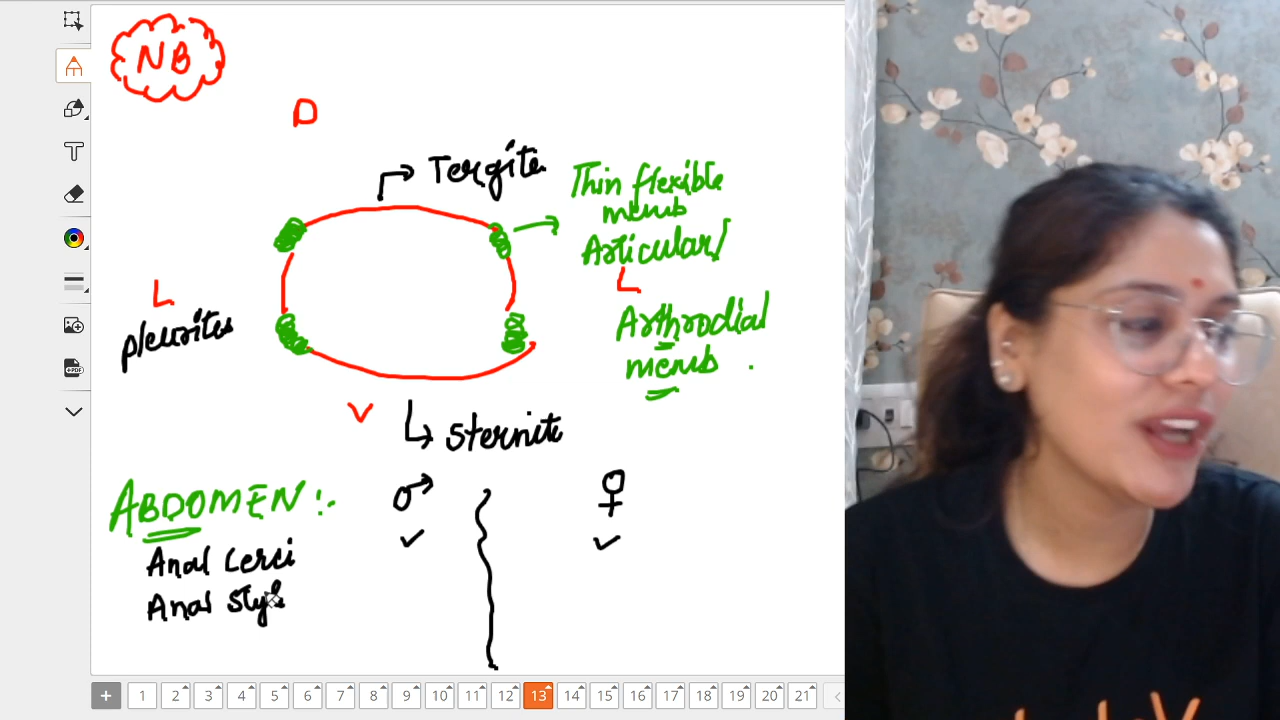 NB
D
Tergite
Thin flexible
memb
Articular/
L
Arthrodial
memb .
L
pleurites
V
sternite
ABDOMEN :-
♂
♀
✓
✓
Anal Cerci
Anal Style
+ 1 2 3 4 5 6 7 8 9 10 11 12 13 14 15 16 17 18 19 20 21